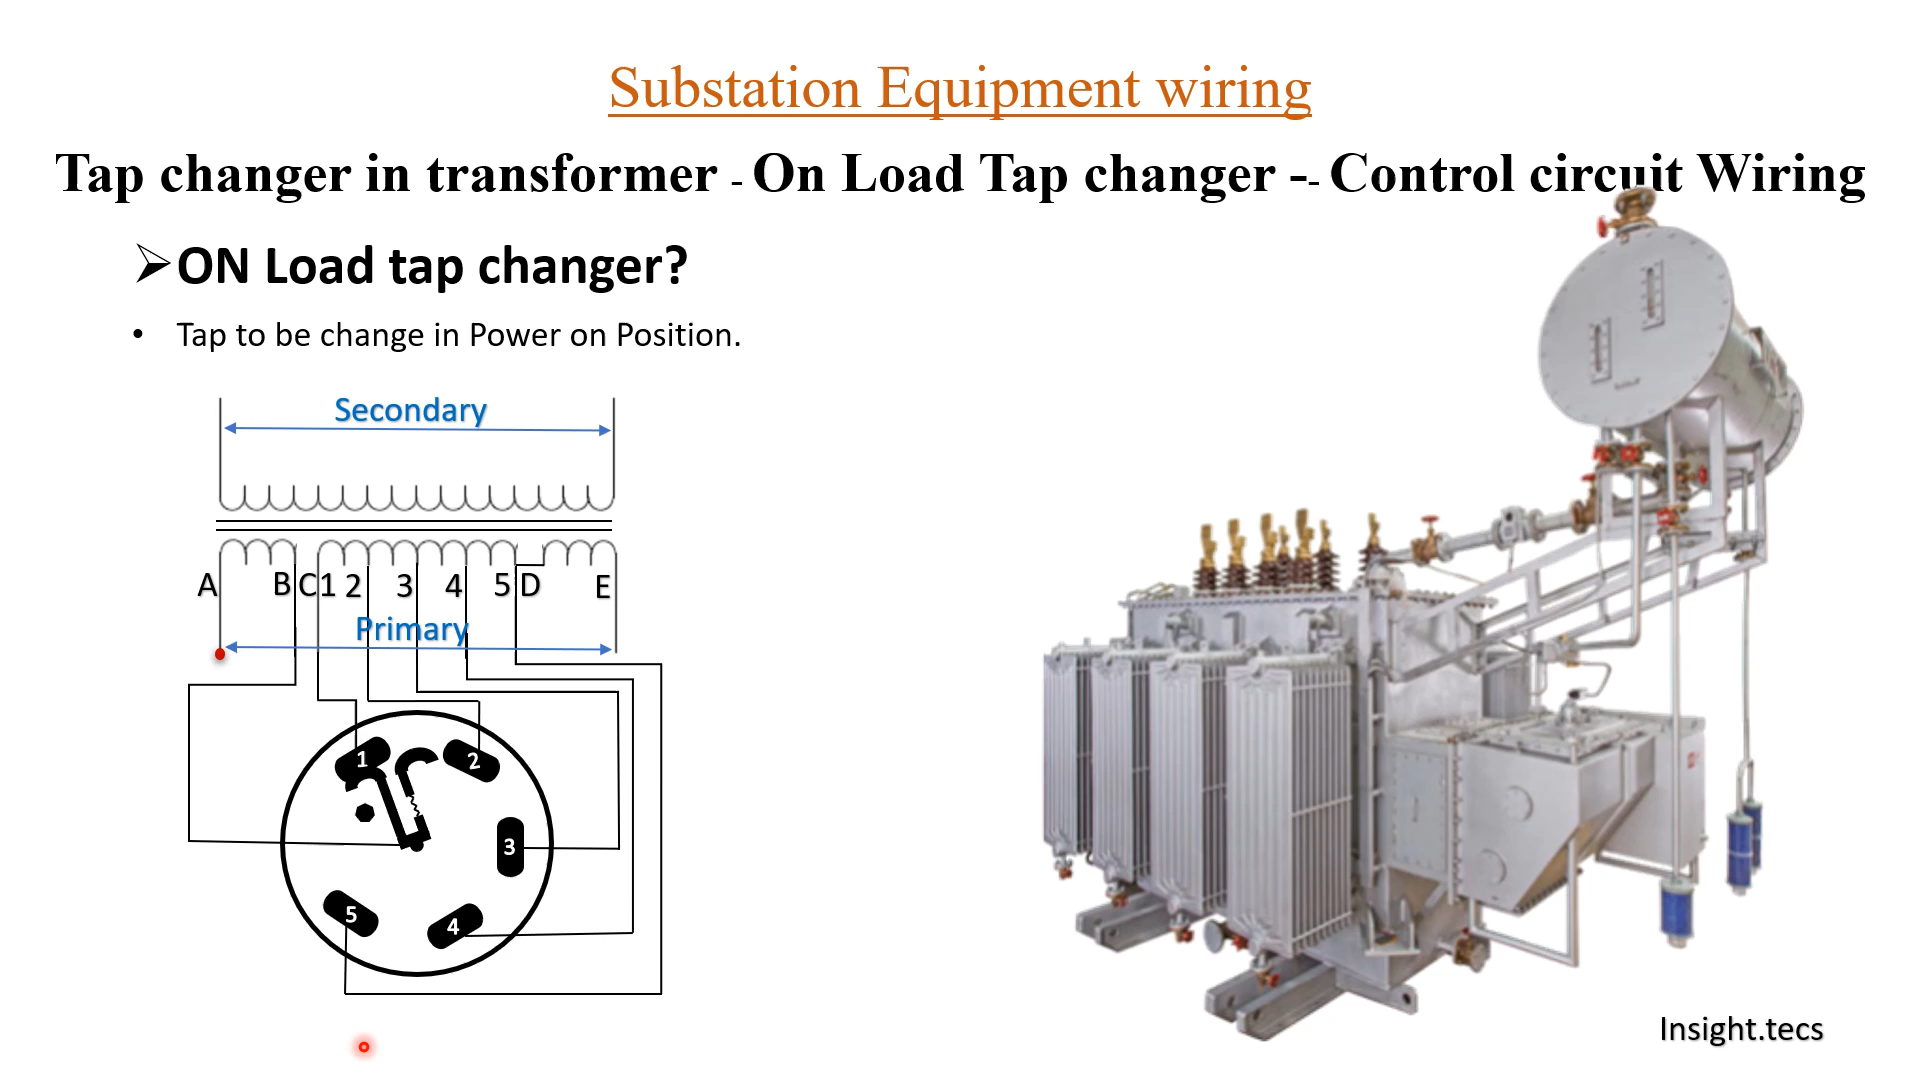 Substation Equipment wiring
Tap changer in transformer - On Load Tap changer -- Control circuit Wiring
➢ON Load tap changer?
• Tap to be change in Power on Position.
Secondary
A B C1 2 3 4 5 D E
Primary
1 2
3
5 4
Insight.tecs